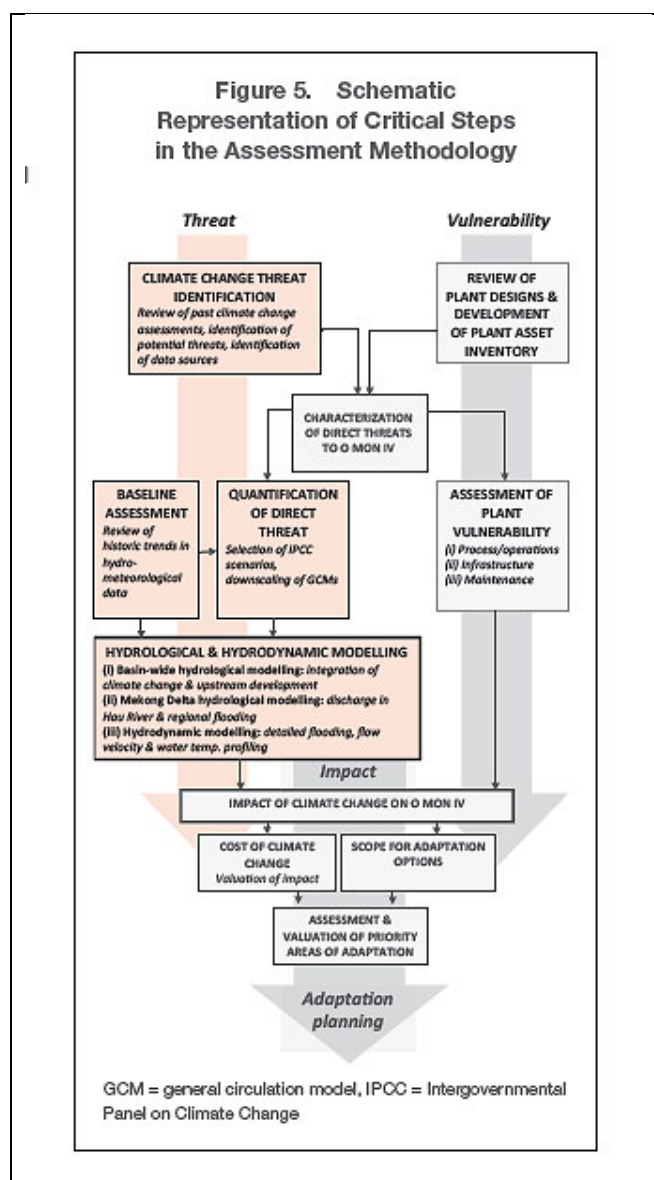 Figure 5. Schematic
Representation of Critical Steps
in the Assessment Methodology
Threat
Vulnerability
CLIMATE CHANGE THREAT
IDENTIFICATION
Review of past climate change
assessments, identification of
potential threats, identification
of data sources
REVIEW OF
PLANT DESIGNS &
DEVELOPMENT
OF PLANT ASSET
INVENTORY
CHARACTERIZATION
OF DIRECT THREATS
TO O MON IV
BASELINE
ASSESSMENT
Review of
historic trends in
hydro-
meteorological
data
QUANTIFICATION
OF DIRECT
THREAT
Selection of IPCC
scenarios,
downscaling of GCMs
ASSESSMENT OF
PLANT
VULNERABILITY
(i) Process/operations
(ii) Infrastructure
(iii) Maintenance
HYDROLOGICAL & HYDRODYNAMIC MODELLING
(i) Basin-wide hydrological modelling: integration of
climate change & upstream development
(ii) Mekong Delta hydrological modelling: discharge in
Hau River & regional flooding
(iii) Hydrodynamic modelling: detailed flooding, flow
velocity & water temp. profiling
Impact
IMPACT OF CLIMATE CHANGE ON O MON IV
COST OF CLIMATE
CHANGE
Valuation of impact
SCOPE FOR ADAPTATION
OPTIONS
ASSESSMENT &
VALUATION OF PRIORITY
AREAS OF ADAPTATION
Adaptation
planning
GCM = general circulation model, IPCC = Intergovernmental
Panel on Climate Change